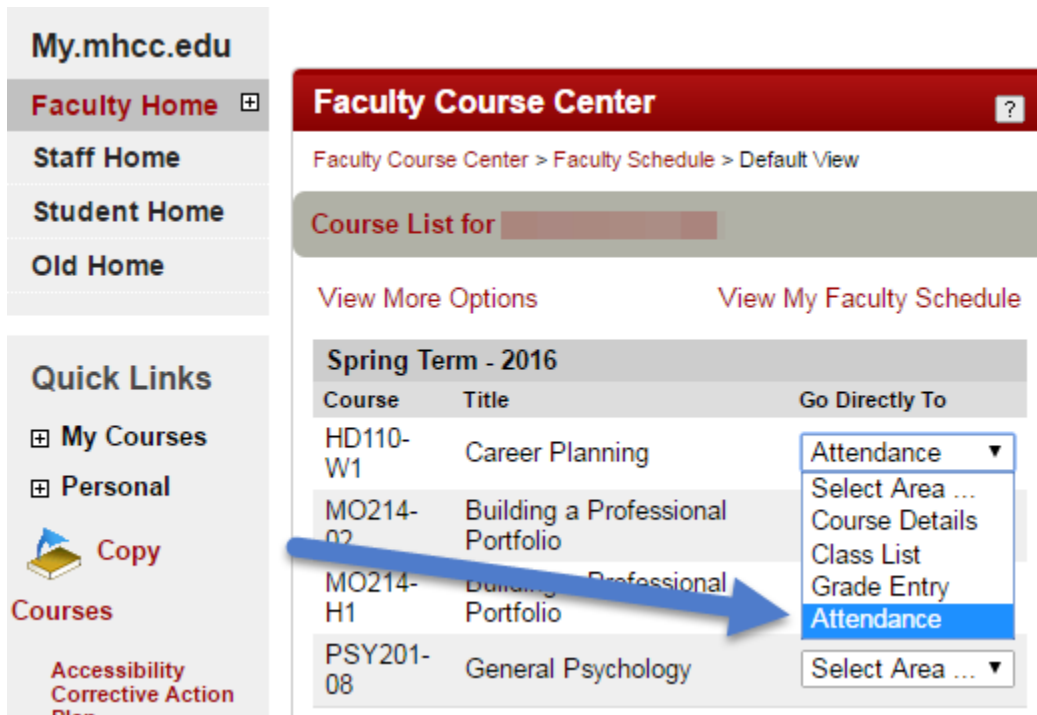 My.mhcc.edu
Faculty Home
Staff Home
Student Home
Old Home
Quick Links
My Courses
Personal
Copy
Courses
Accessibility
Corrective Action
Plan
Faculty Course Center
?
Faculty Course Center > Faculty Schedule > Default View
Course List for
View More Options View My Faculty Schedule
Spring Term - 2016
Course Title Go Directly To
HD110-
W1
Career Planning
Attendance
Select Area ...
Course Details
Class List
Grade Entry
Attendance
MO214-
02
Building a Professional
Portfolio
MO214-
H1
Building a Professional
Portfolio
PSY201-
08
General Psychology
Select Area ...